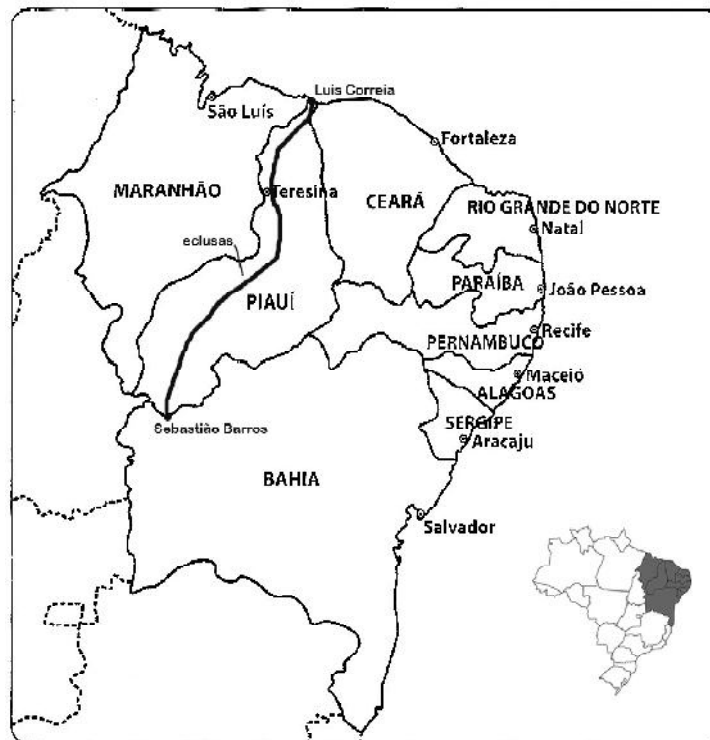 Luis Correia
São Luís
Fortaleza
MARANHÃO
Teresina
CEARÁ
RIO GRANDE DO NORTE
Natal
eclusas
PARAÍBA
João Pessoa
PIAUÍ
Recife
PERNAMBUCO
Maceió
ALAGOAS
Sebastião Barros
SERGIPE
Aracaju
BAHIA
Salvador